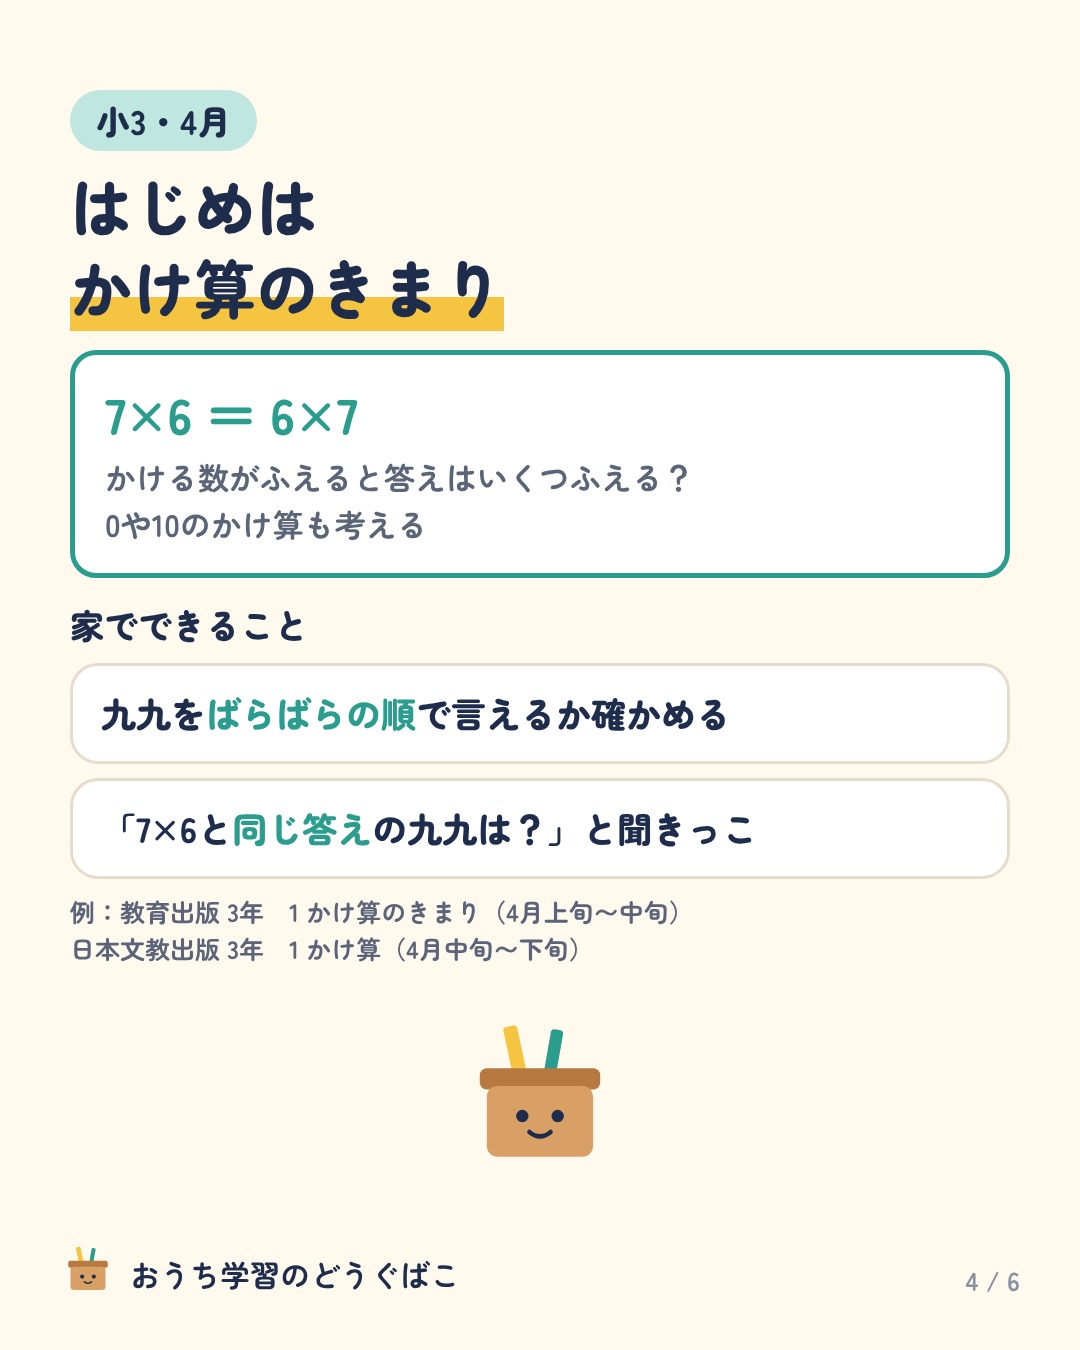 小3・4月
はじめは
かけ算のきまり
7×6 = 6×7
かける数がふえると答えはいくつふえる？
0や10のかけ算も考える
家でできること
九九をばらばらの順で言えるか確かめる
「7×6と同じ答えの九九は？」と聞きっこ
例：教育出版 3年　1 かけ算のきまり（4月上旬〜中旬）
日本文教出版 3年　1 かけ算（4月中旬〜下旬）
おうち学習のどうぐばこ
4 / 6